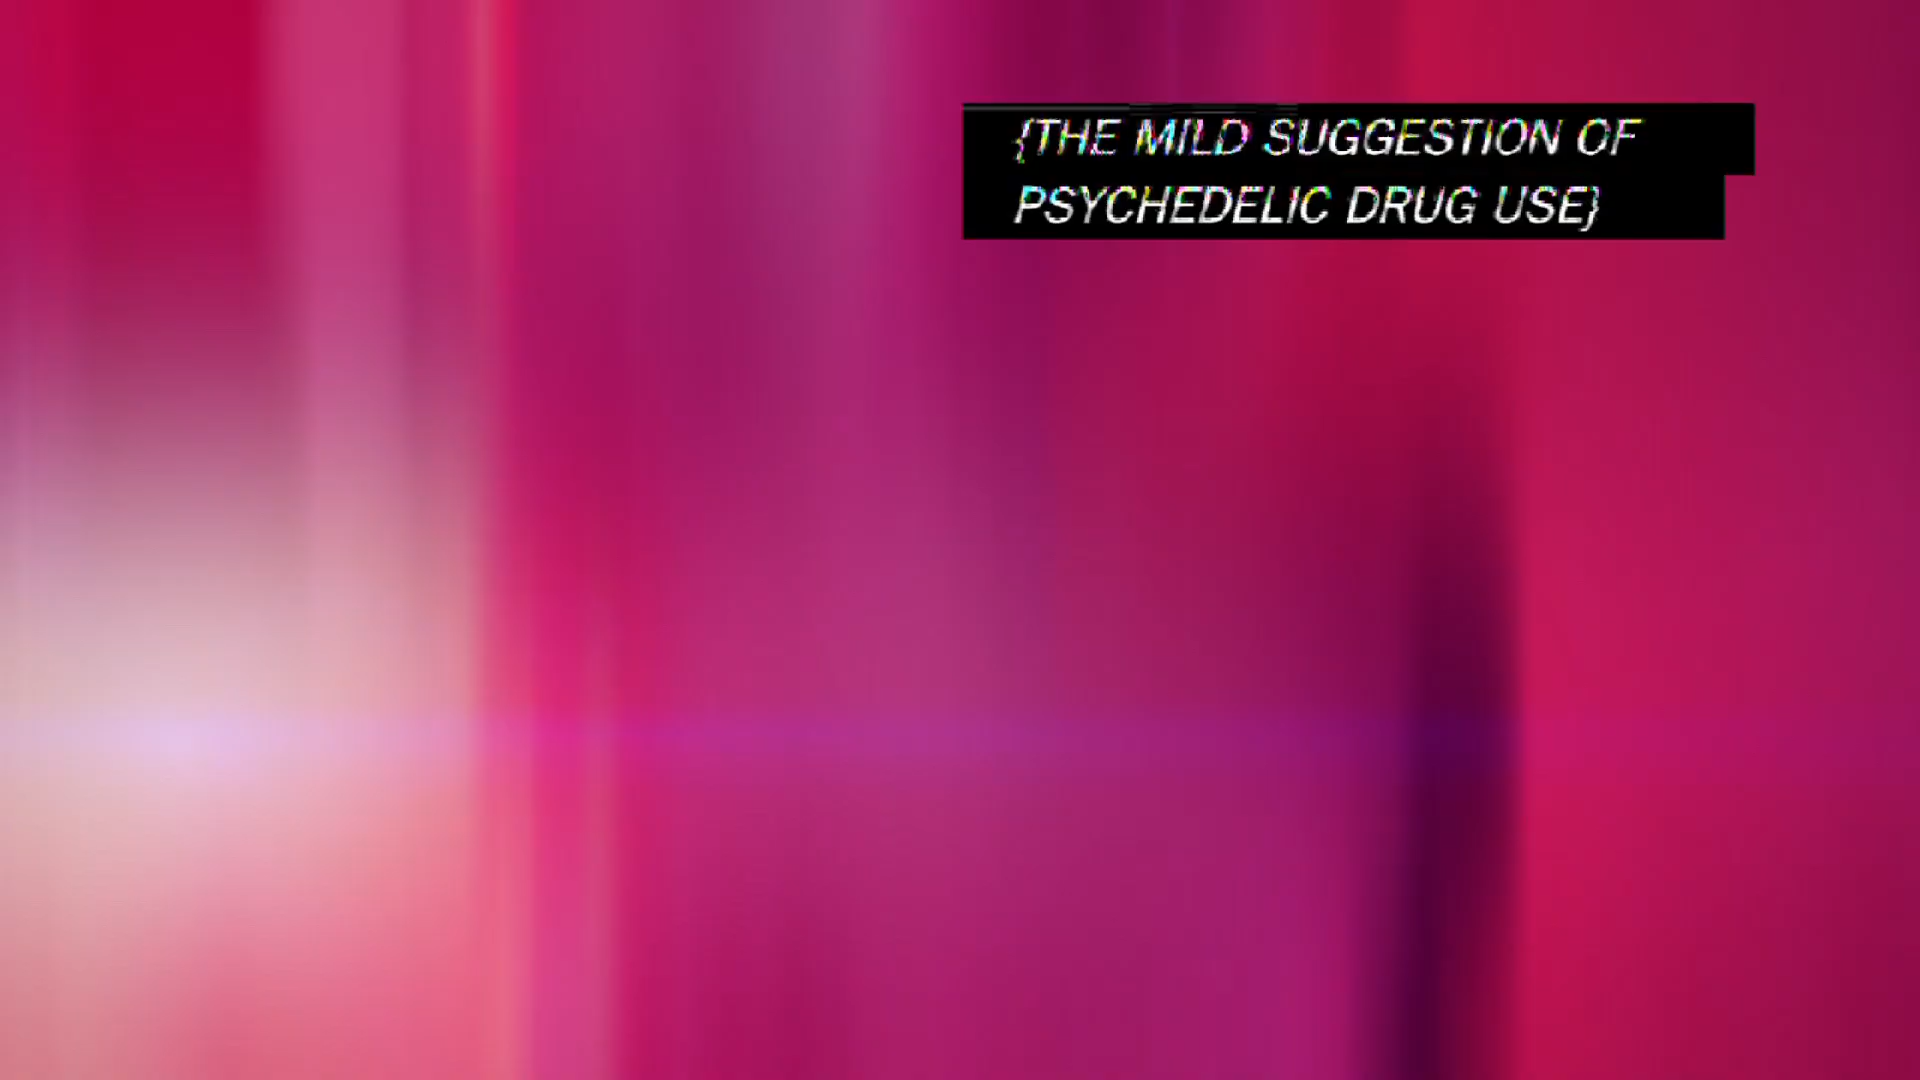 {THE MILD SUGGESTION OF
PSYCHEDELIC DRUG USE}